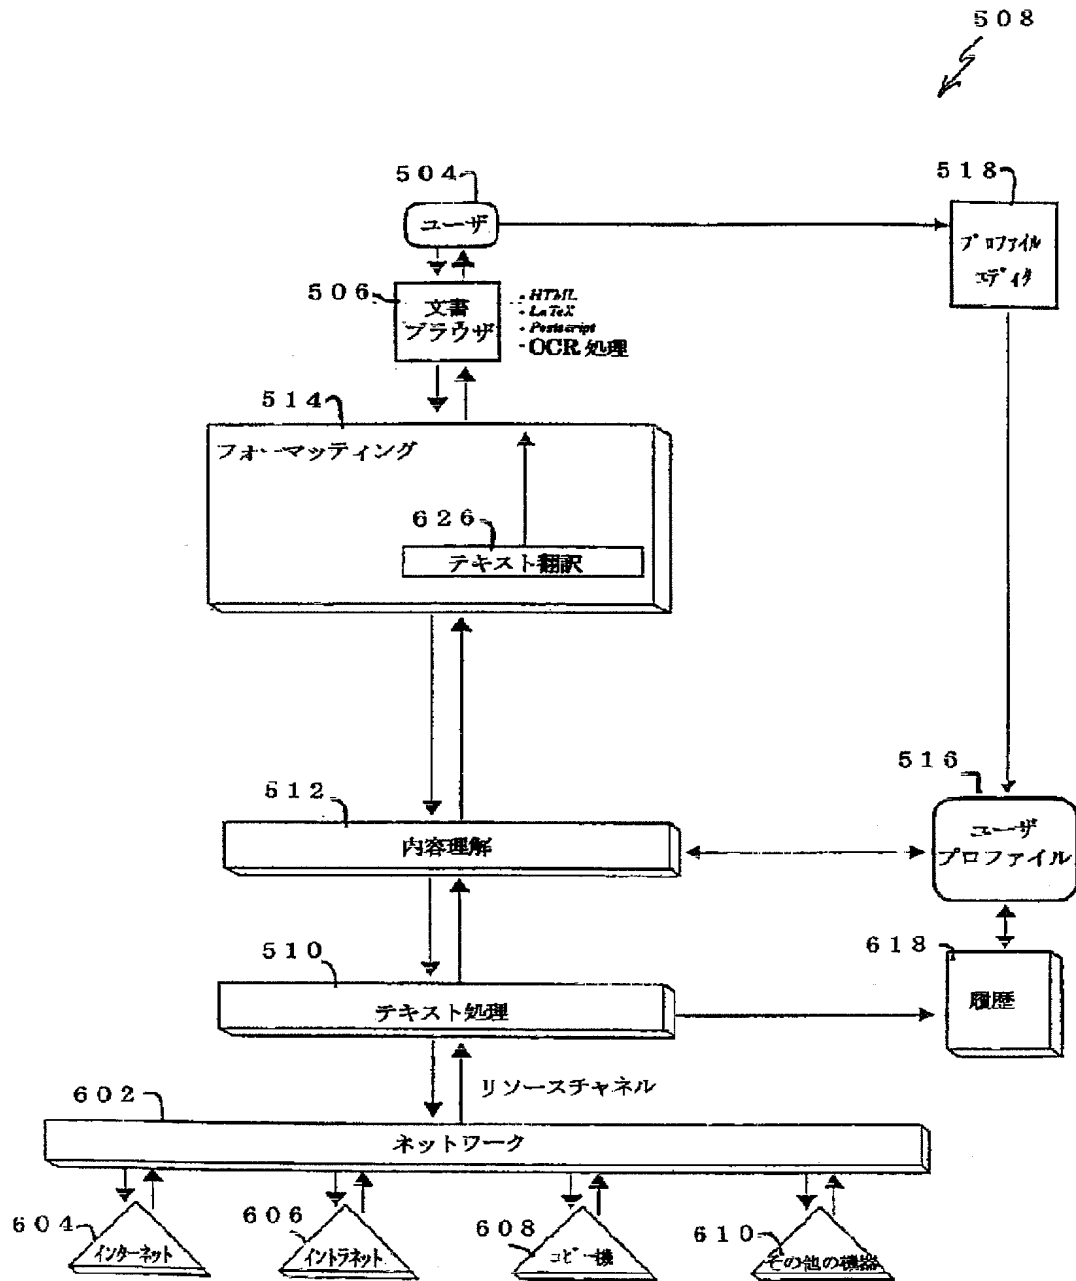 ５０８
５０４
ユーザ
５１８
プロファイル
エディタ
５０６
文書
ブラウザ
- HTML
- LaTeX
- Postscript
- OCR 処理
５１４
フォーマッティング
６２６
テキスト翻訳
５１６
ユーザ
プロファイル
５１２
内容理解
６１８
履歴
５１０
テキスト処理
リソースチャネル
６０２
ネットワーク
６０４
インターネット
６０６
イントラネット
６０８
コピー機
６１０
その他の機器